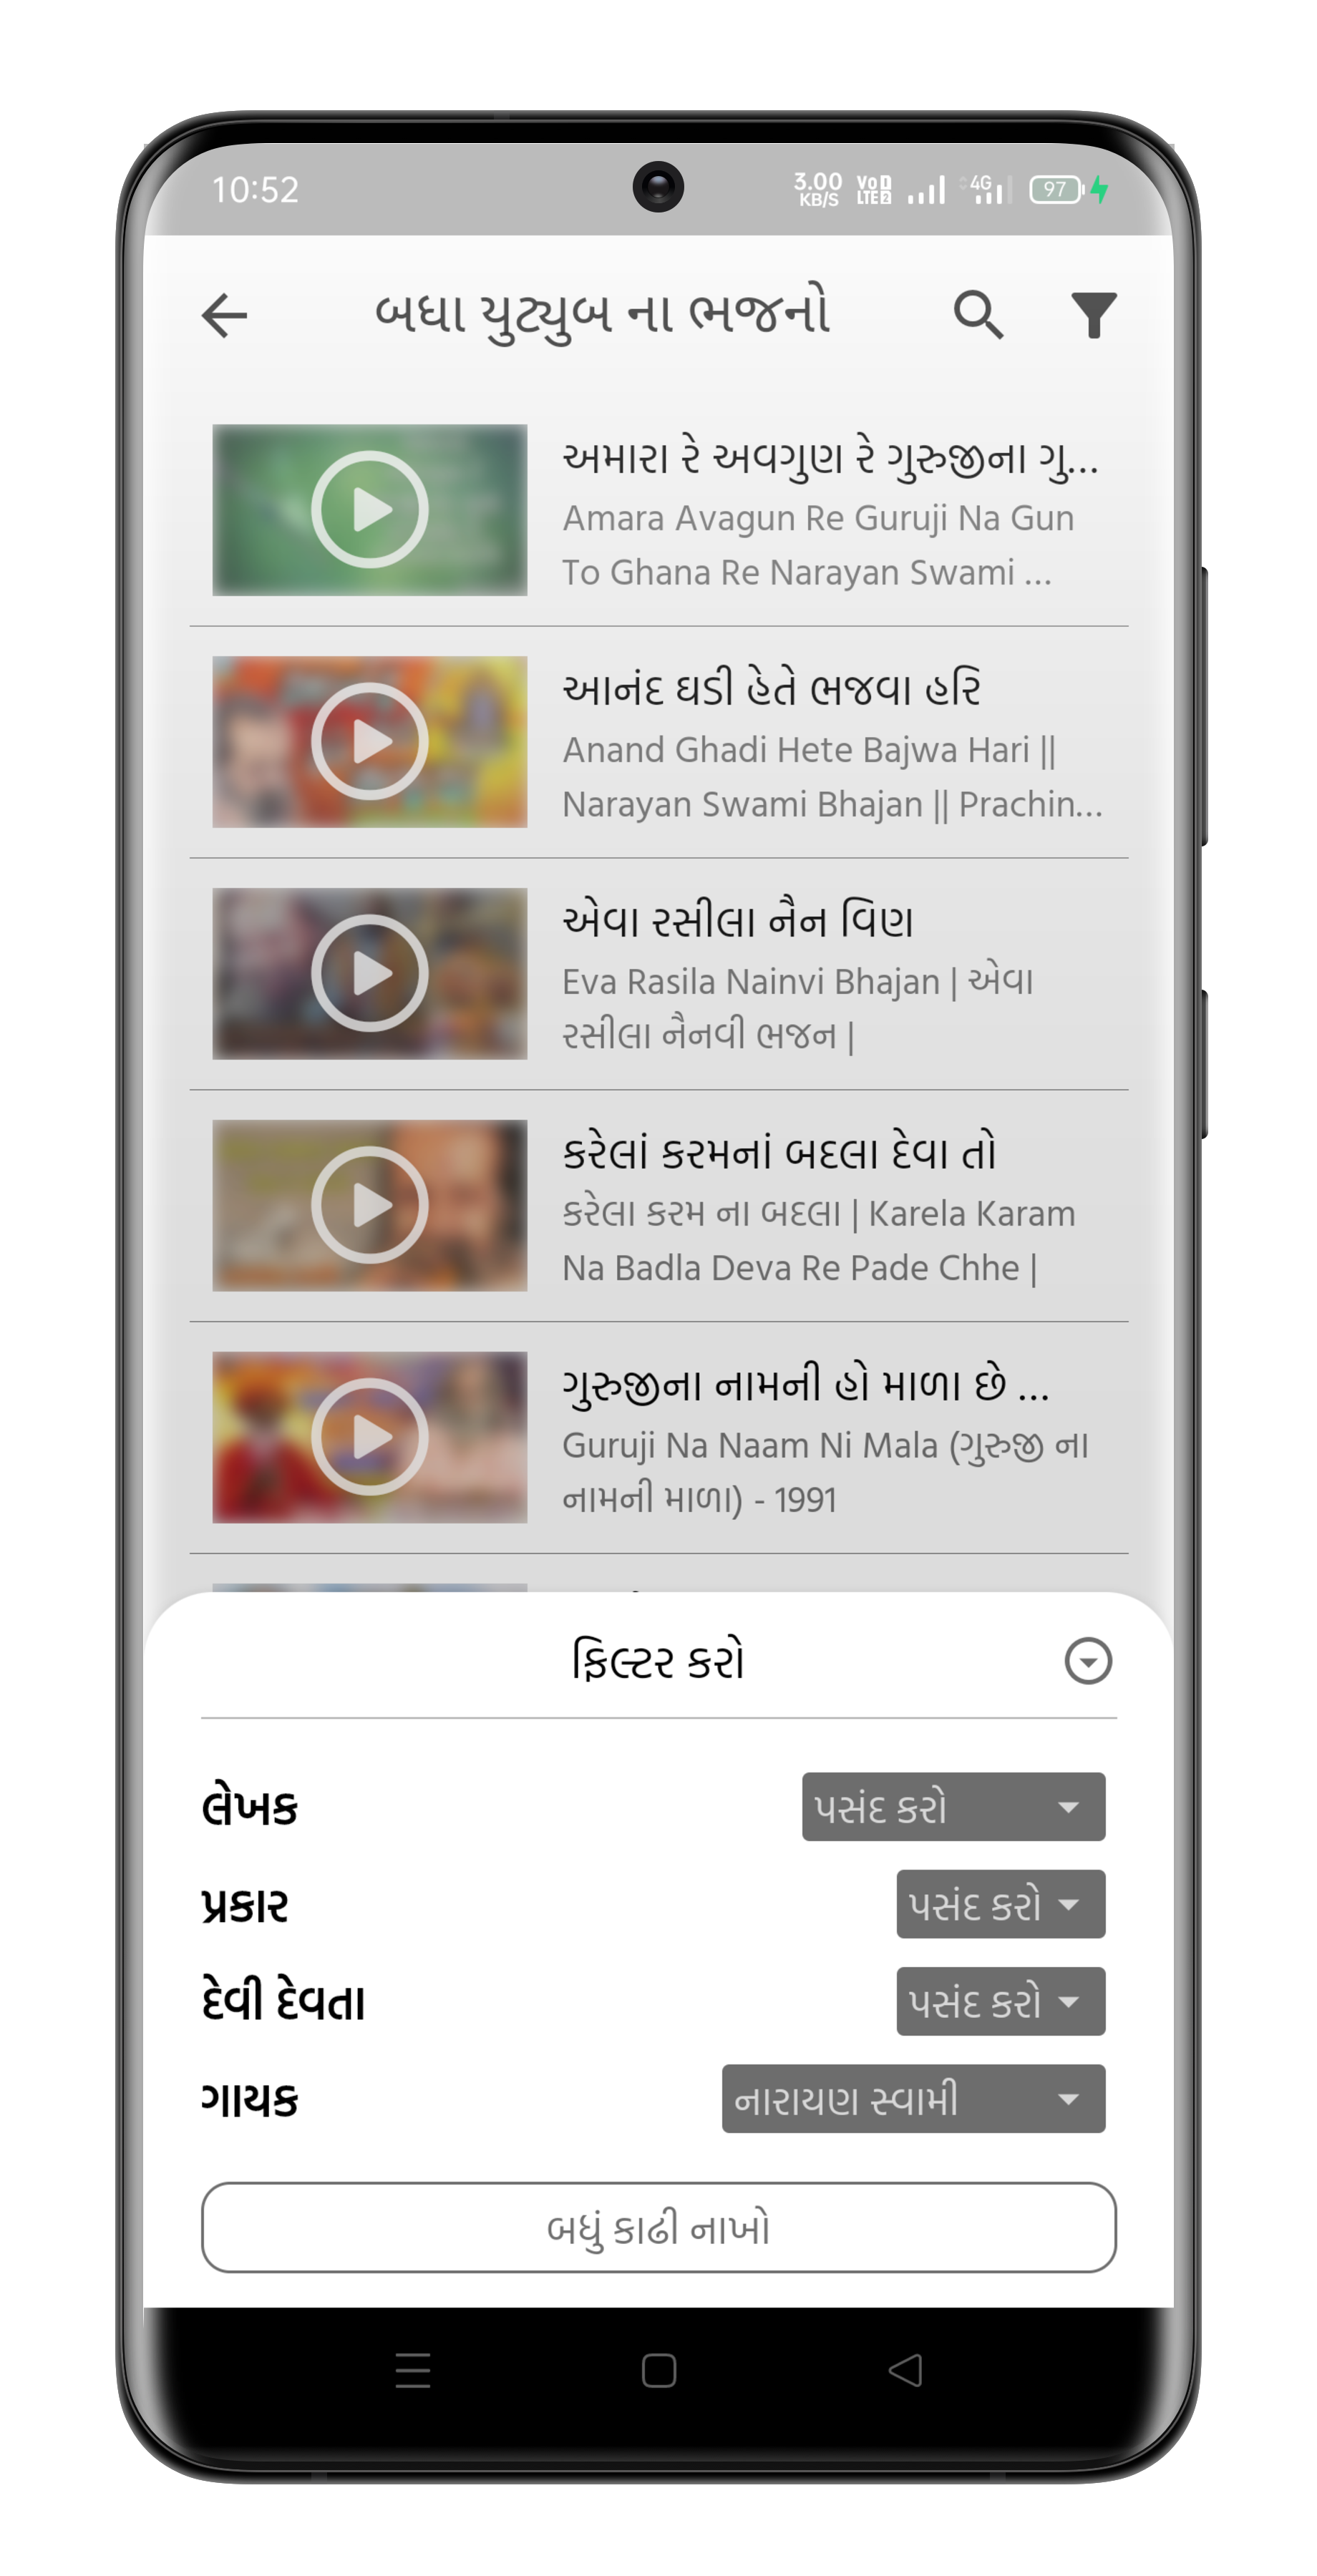 10:52
3.00 KB/S Vo 1 LTE 2 4G 97
બધા યુટ્યુબ ના ભજનો
અમારા રે અવગુણ રે ગુરુજીના ગુ...
Amara Avagun Re Guruji Na Gun
To Ghana Re Narayan Swami ...
આનંદ ઘડી હેતે ભજવા હરિ
Anand Ghadi Hete Bajwa Hari ||
Narayan Swami Bhajan || Prachin...
એવા રસીલા નૈન વિણ
Eva Rasila Nainvi Bhajan | એવા
રસીલા નૈનવી ભજન |
કરેલાં કરમનાં બદલા દેવા તો
કરેલા કરમ ના બદલા | Karela Karam
Na Badla Deva Re Pade Chhe |
ગુરુજીના નામની હો માળા છે ...
Guruji Na Naam Ni Mala (ગુરુજી ના
નામની માળા) - 1991
ફિલ્ટર કરો
લેખક પસંદ કરો
પ્રકાર પસંદ કરો
દેવી દેવતા પસંદ કરો
ગાયક નારાયણ સ્વામી
બધું કાઢી નાખો